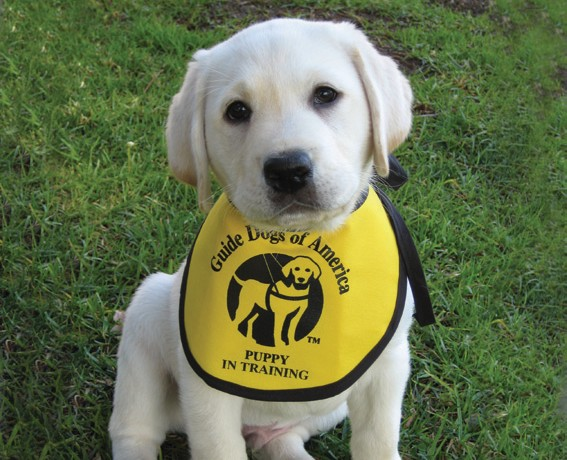 Guide Dogs of America
TM
PUPPY
IN TRAINING